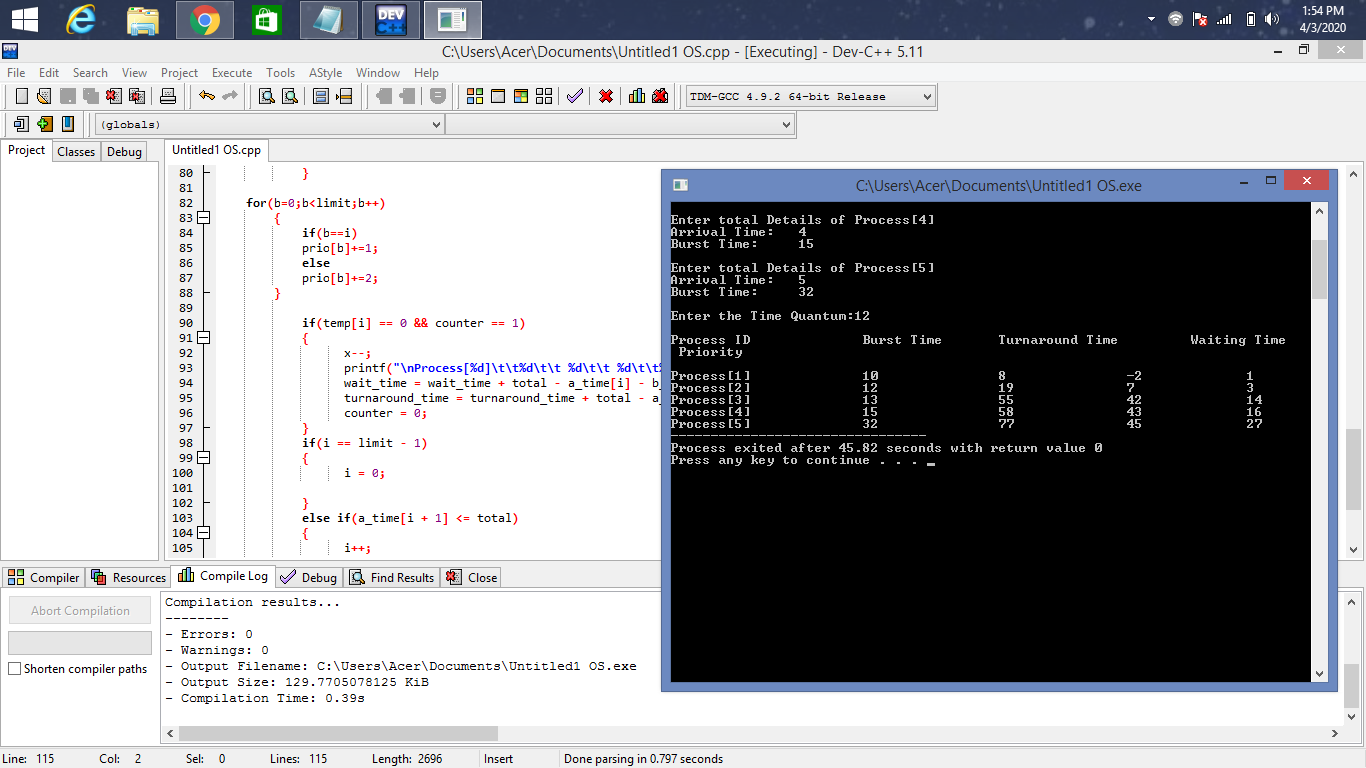 1:54 PM
4/3/2020
DEV
C++
C:\Users\Acer\Documents\Untitled1 OS.cpp - [Executing] - Dev-C++ 5.11
File Edit Search View Project Execute Tools AStyle Window Help
TDM-GCC 4.9.2 64-bit Release
(globals)
Project Classes Debug
Untitled1 OS.cpp
80 }
81
82 for(b=0;b<limit;b++)
83 {
84 if(b==i)
85 prio[b]+=1;
86 else
87 prio[b]+=2;
88 }
89
90 if(temp[i] == 0 && counter == 1)
91 {
92 x--;
93 printf("\nProcess[%d]\t\t%d\t\t %d\t\t %d\t\t%
94 wait_time = wait_time + total - a_time[i] - b_
95 turnaround_time = turnaround_time + total - a_
96 counter = 0;
97 }
98 if(i == limit - 1)
99 {
100 i = 0;
101
102 }
103 else if(a_time[i + 1] <= total)
104 {
105 i++;
C:\Users\Acer\Documents\Untitled1 OS.exe
Enter total Details of Process[4]
Arrival Time: 4
Burst Time: 15
Enter total Details of Process[5]
Arrival Time: 5
Burst Time: 32
Enter the Time Quantum:12
Process ID Burst Time Turnaround Time Waiting Time
Priority
Process[1] 10 8 -2 1
Process[2] 12 19 7 3
Process[3] 13 55 42 14
Process[4] 15 58 43 16
Process[5] 32 77 45 27
--------------------------------
Process exited after 45.82 seconds with return value 0
Press any key to continue . . . _
Compiler Resources Compile Log Debug Find Results Close
Abort Compilation
Shorten compiler paths
Compilation results...
--------
- Errors: 0
- Warnings: 0
- Output Filename: C:\Users\Acer\Documents\Untitled1 OS.exe
- Output Size: 129.7705078125 KiB
- Compilation Time: 0.39s
Line: 115 Col: 2 Sel: 0 Lines: 115 Length: 2696 Insert Done parsing in 0.797 seconds